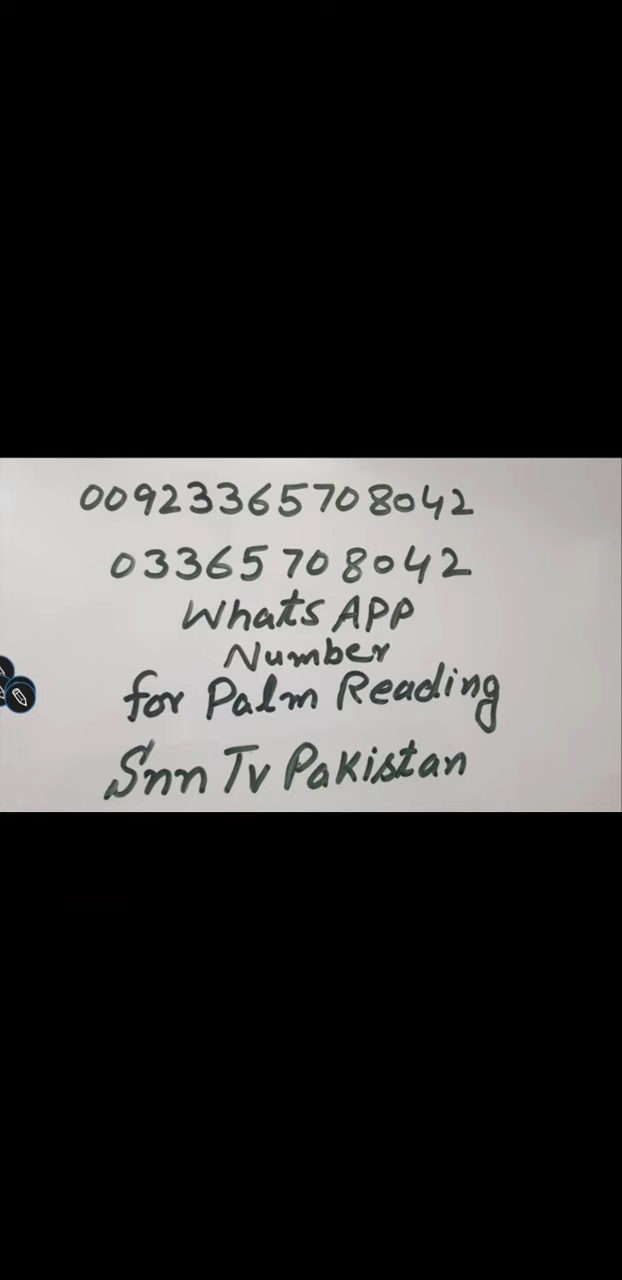 00923365708042
03365708042
Whats APP
Number
for Palm Reading
Snn Tv Pakistan